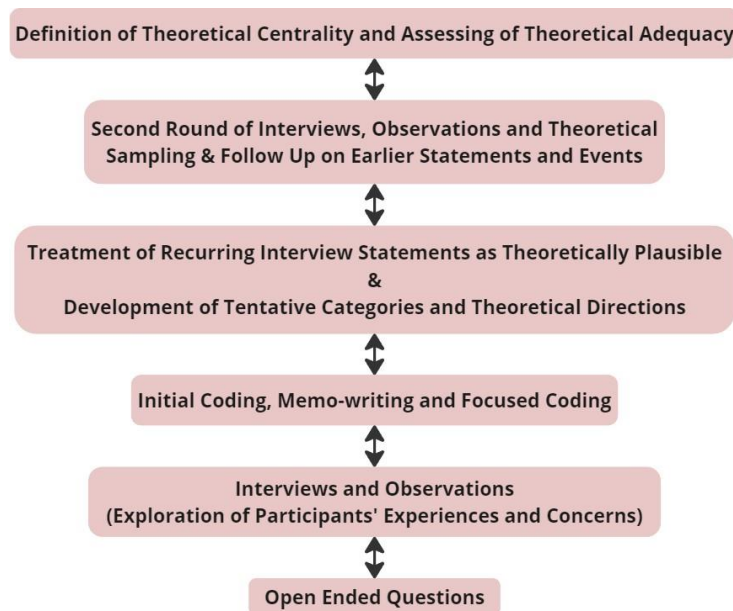 Definition of Theoretical Centrality and Assessing of Theoretical Adequacy
Second Round of Interviews, Observations and Theoretical
Sampling & Follow Up on Earlier Statements and Events
Treatment of Recurring Interview Statements as Theoretically Plausible
&
Development of Tentative Categories and Theoretical Directions
Initial Coding, Memo-writing and Focused Coding
Interviews and Observations
(Exploration of Participants' Experiences and Concerns)
Open Ended Questions